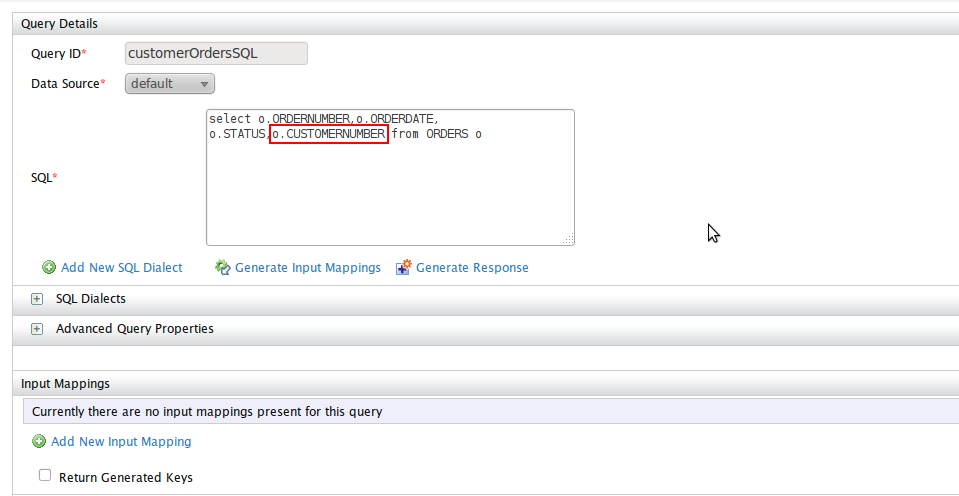 Query Details
Query ID* customerOrdersSQL
Data Source* default
select o.ORDERNUMBER,o.ORDERDATE,
o.STATUS,o.CUSTOMERNUMBER from ORDERS o
SQL*
Add New SQL Dialect Generate Input Mappings Generate Response
SQL Dialects
Advanced Query Properties
Input Mappings
Currently there are no input mappings present for this query
Add New Input Mapping
Return Generated Keys